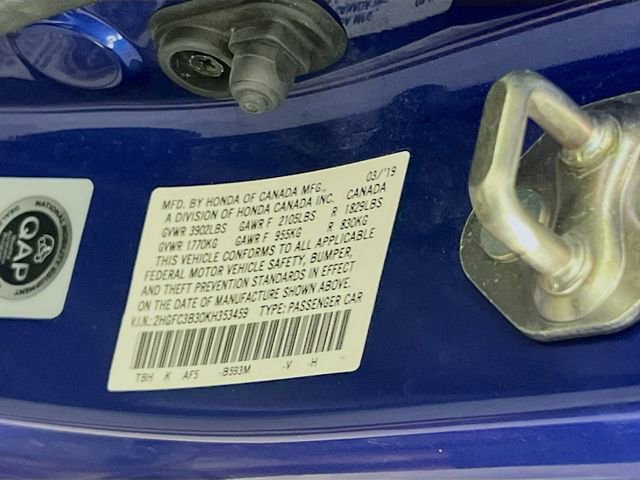 MFD. BY HONDA OF CANADA MFG., 03/'19
A DIVISION OF HONDA CANADA INC. CANADA
GVWR 3902LBS GAWR F 2105LBS R 1829LBS
GVWR 1770KG GAWR F 955KG R 830KG
THIS VEHICLE CONFORMS TO ALL APPLICABLE
FEDERAL MOTOR VEHICLE SAFETY, BUMPER,
AND THEFT PREVENTION STANDARDS IN EFFECT
ON THE DATE OF MANUFACTURE SHOWN ABOVE.
V.I.N.:2HGFC3B30KH353459 TYPE:PASSENGER CAR
TBH K AF5 -B593M -V -H
QAP